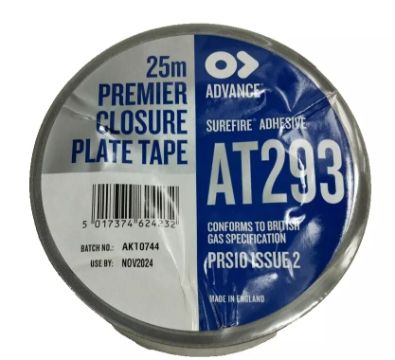 25m
PREMIER
CLOSURE
PLATE TAPE
5 017374 624232
BATCH NO.: AK10744
USE BY: NOV2024
ADVANCE
SUREFIRE® ADHESIVE
AT293
CONFORMS TO BRITISH
GAS SPECIFICATION
PRS10 ISSUE 2
MADE IN ENGLAND